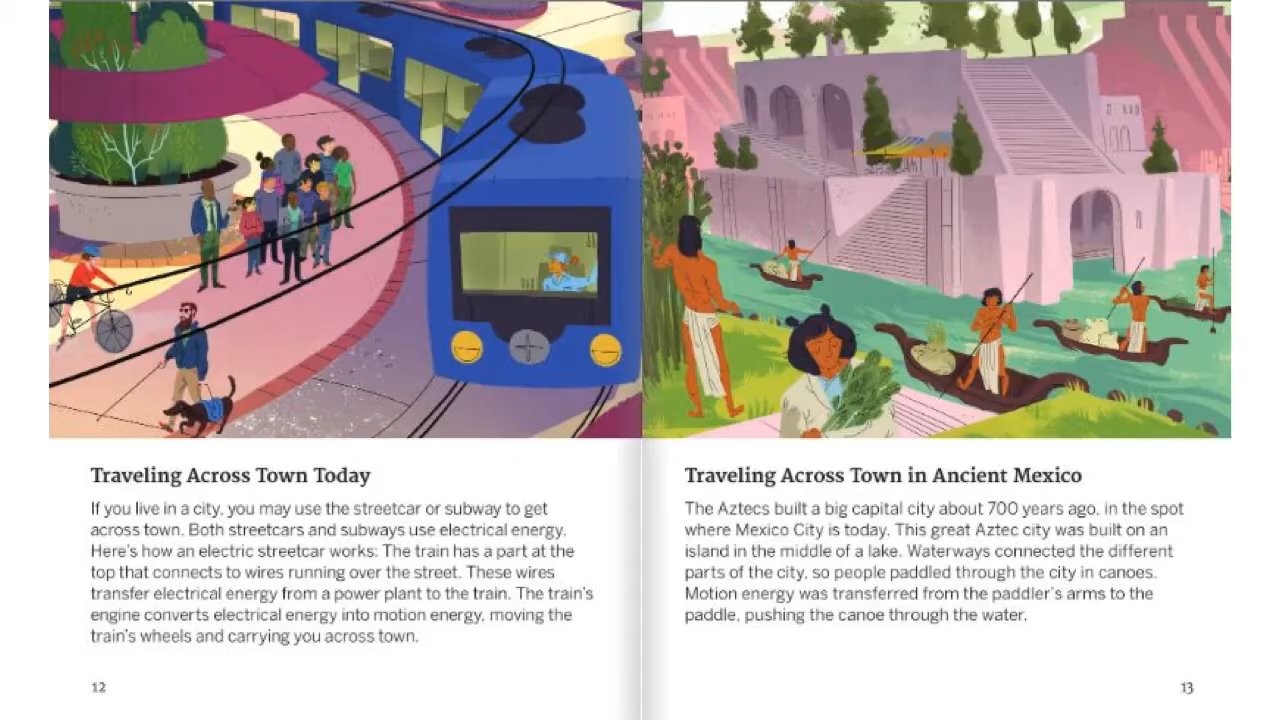 Traveling Across Town Today
If you live in a city, you may use the streetcar or subway to get
across town. Both streetcars and subways use electrical energy.
Here's how an electric streetcar works: The train has a part at the
top that connects to wires running over the street. These wires
transfer electrical energy from a power plant to the train. The train's
engine converts electrical energy into motion energy, moving the
train's wheels and carrying you across town.
12
Traveling Across Town in Ancient Mexico
The Aztecs built a big capital city about 700 years ago, in the spot
where Mexico City is today. This great Aztec city was built on an
island in the middle of a lake. Waterways connected the different
parts of the city, so people paddled through the city in canoes.
Motion energy was transferred from the paddler's arms to the
paddle, pushing the canoe through the water.
13